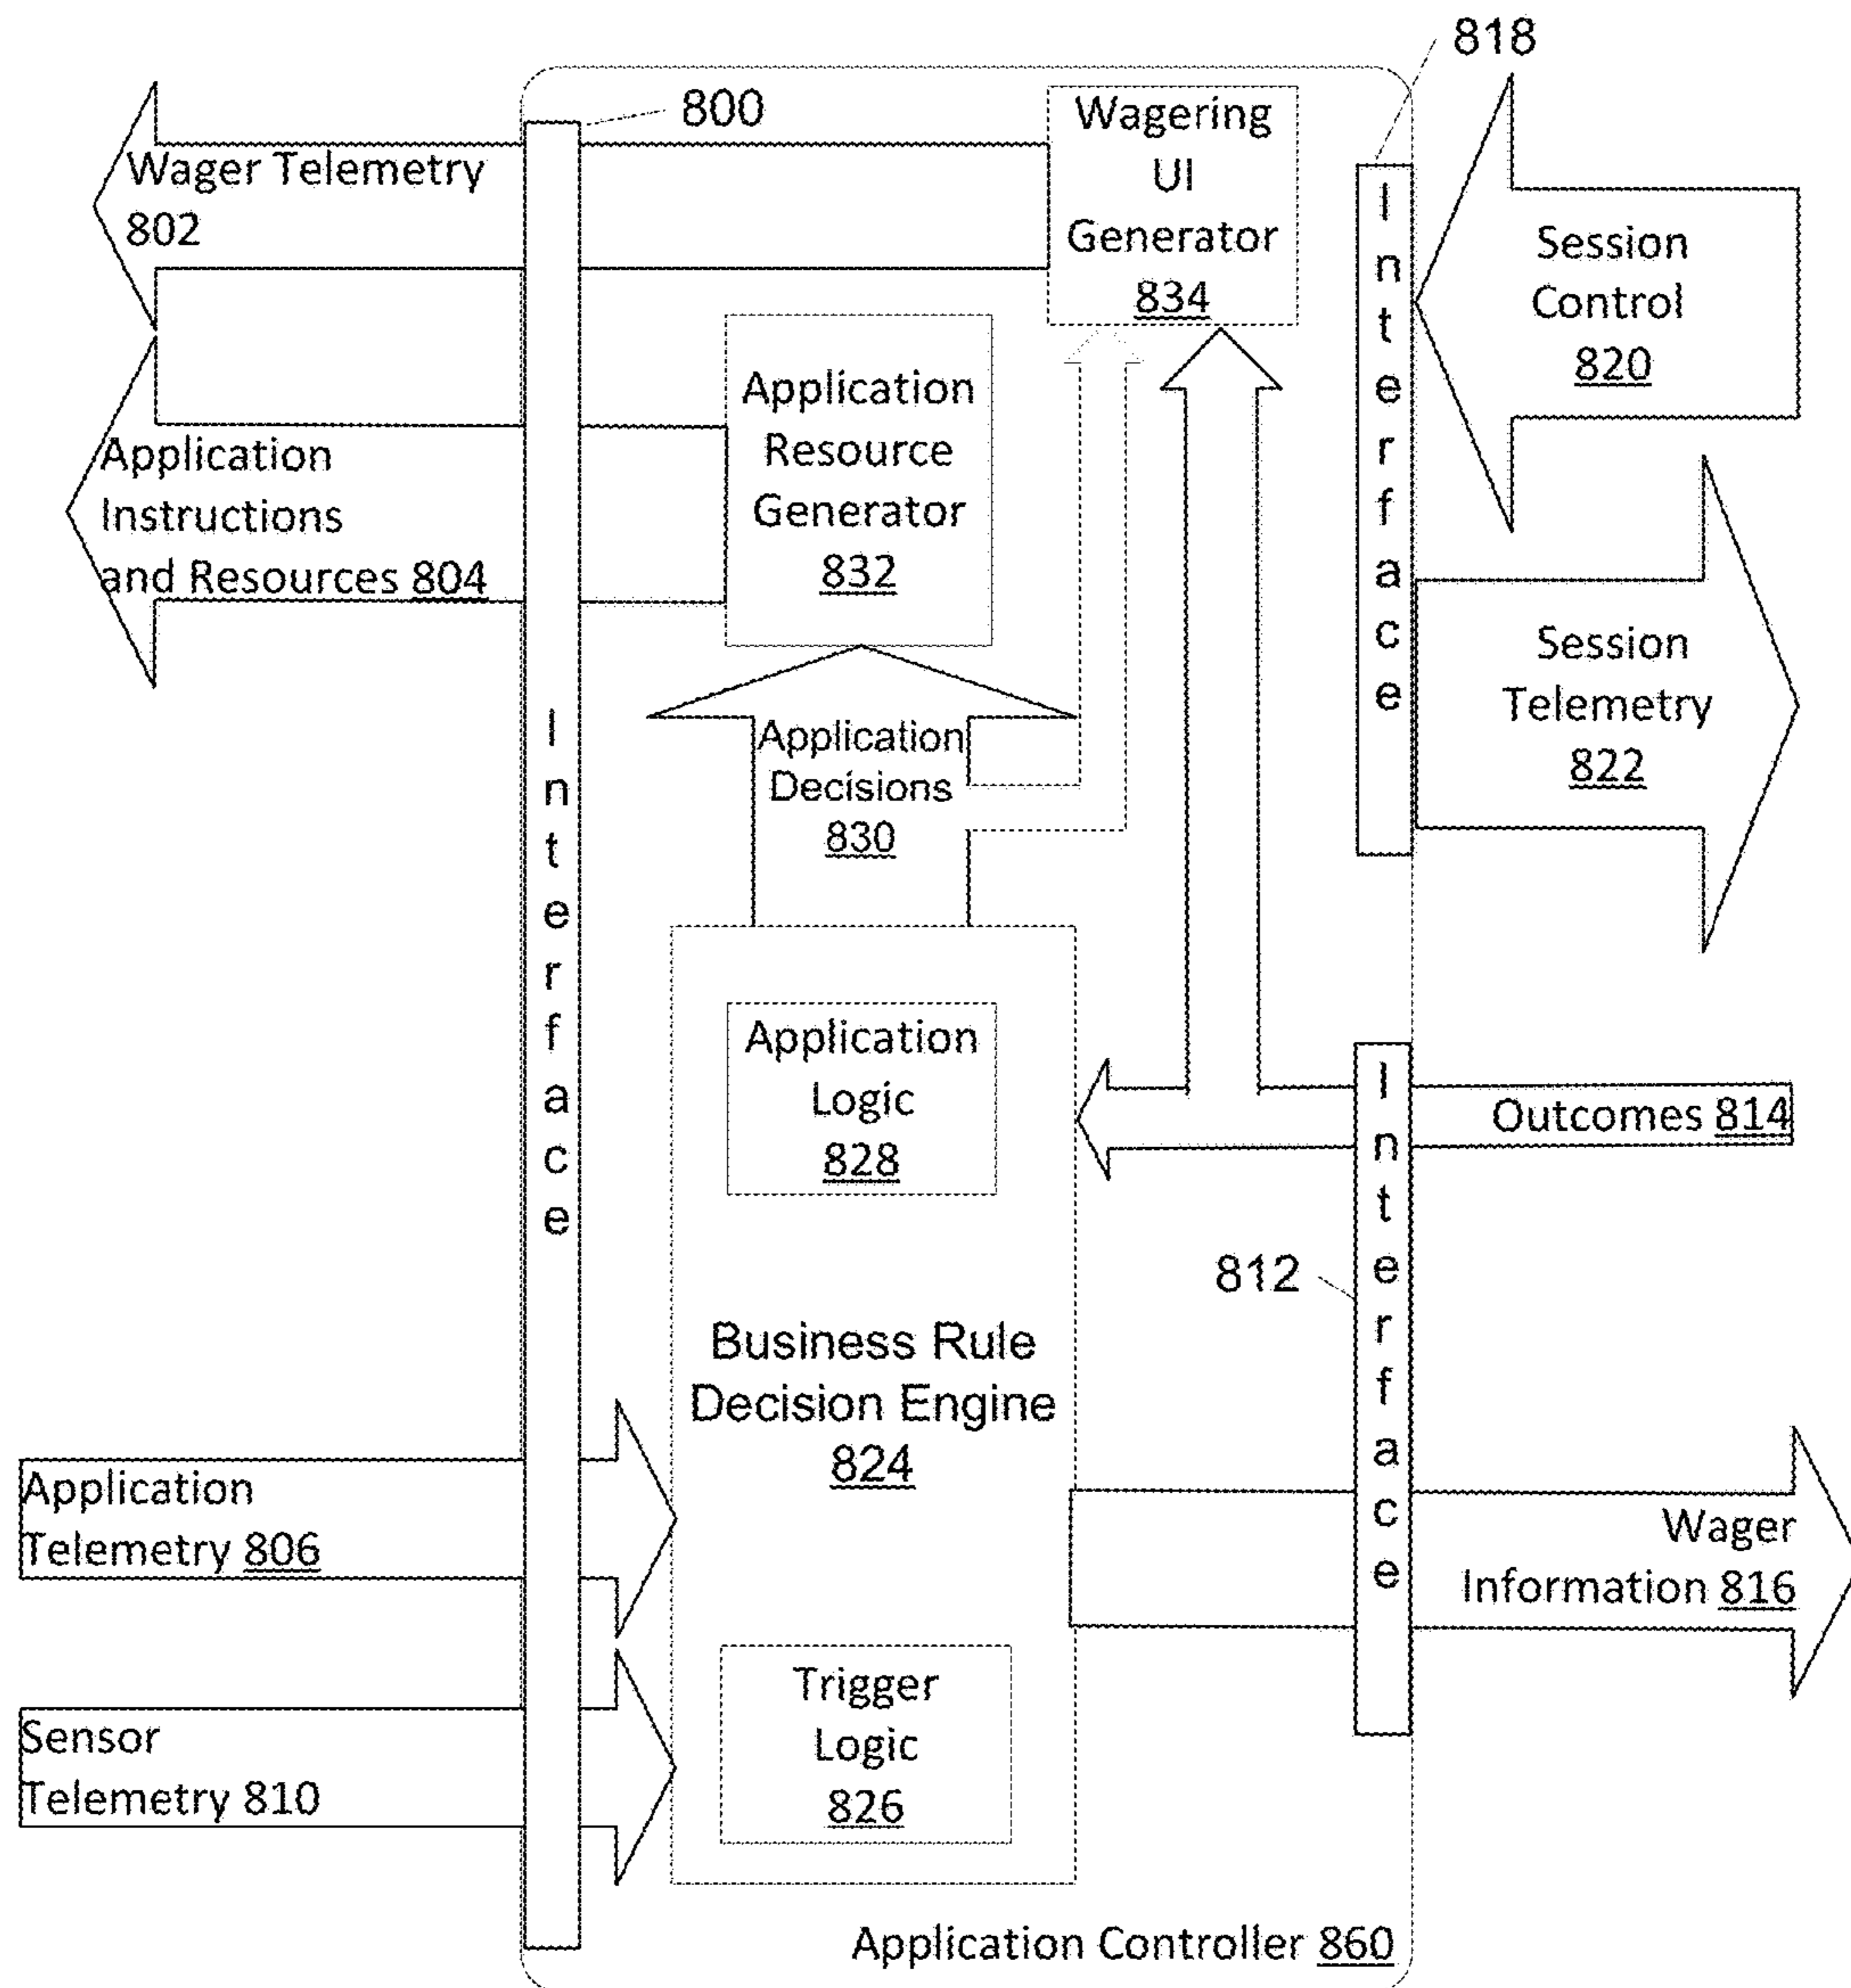 818
800
Wagering
UI
Generator
834
Wager Telemetry
802
Interface
Session
Control
820
Application
Resource
Generator
832
Application
Instructions
and Resources 804
Session
Telemetry
822
Interface
Application
Decisions
830
Application
Logic
828
Outcomes 814
Interface
812
Business Rule
Decision Engine
824
Application
Telemetry 806
Wager
Information 816
Trigger
Logic
826
Sensor
Telemetry 810
Application Controller 860